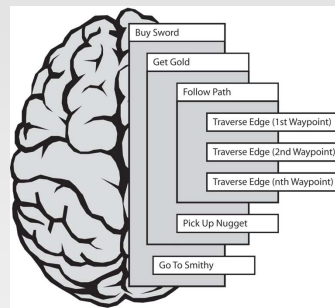 Buy Sword
Get Gold
Follow Path
Traverse Edge (1st Waypoint)
Traverse Edge (2nd Waypoint)
Traverse Edge (nth Waypoint)
Pick Up Nugget
Go To Smithy